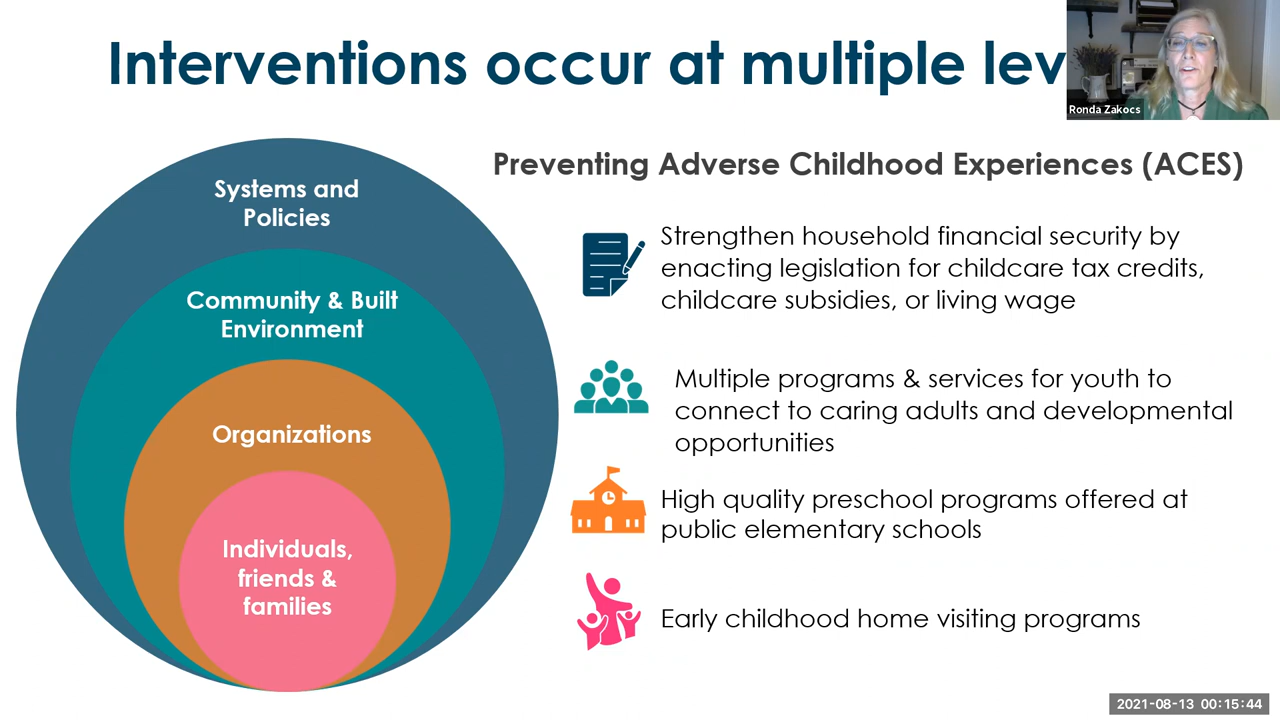 Interventions occur at multiple lev
Ronda Zakocs
Preventing Adverse Childhood Experiences (ACES)
Systems and
Policies
Community & Built
Environment
Organizations
Individuals,
friends &
families
Strengthen household financial security by
enacting legislation for childcare tax credits,
childcare subsidies, or living wage
Multiple programs & services for youth to
connect to caring adults and developmental
opportunities
High quality preschool programs offered at
public elementary schools
Early childhood home visiting programs
2021-08-13 00:15:44